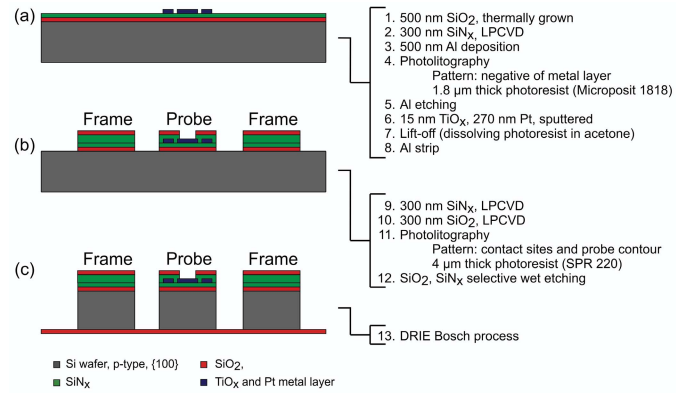 (a)
1. 500 nm SiO2, thermally grown
2. 300 nm SiNX, LPCVD
3. 500nm Al deposition
4. Photolitography
Pattern: negative of metal layer
1.8 µm thick photoresist (Microposit 1818)
5 Al etching
6. 15 nm TiOX, 270 nm Pt, sputtered
7. Lift-off (dissolving photoresist in acetone)
8. Al strip
Frame Probe Frame
(b)
9. 300 nm SiNX, LPCVD
10. 300 nm SiO2, LPCVD
11. Photolitography
Pattern: contact sites and probe contour
4 µm thick photoresist (SPR 220)
12. SiO2, SiNX selective wet etching
Frame Probe Frame
(c)
13. DRIE Bosch process
Si wafer, p-type, {100}
SiO2,
SiNX
TiOX and Pt metal layer